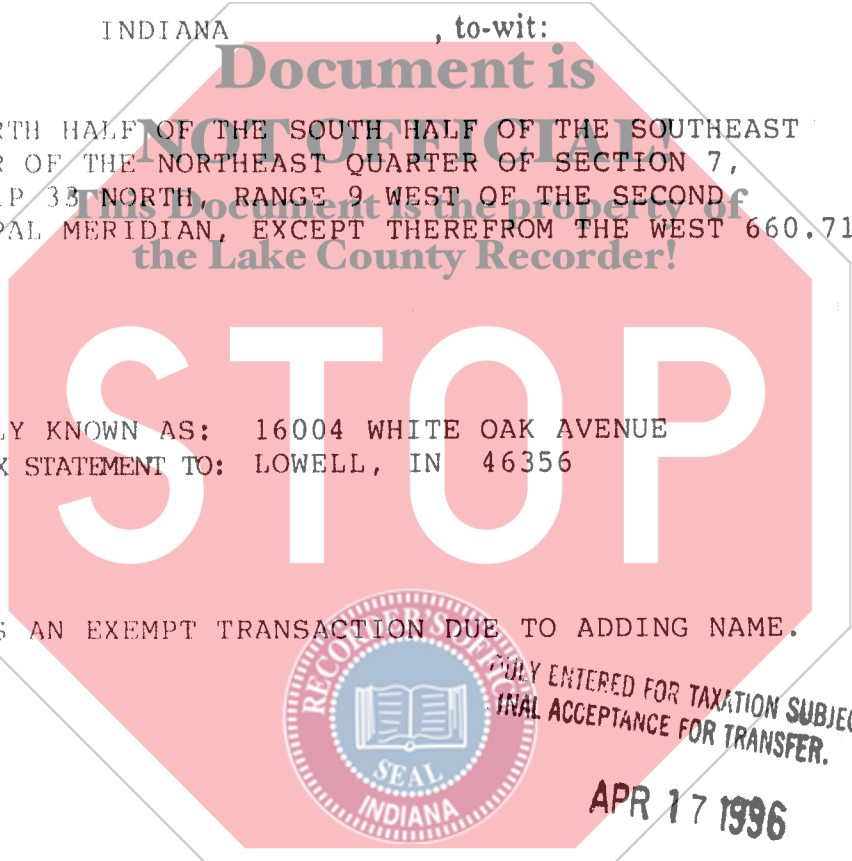 INDIANA , to-wit:
Document is
RTH HALF OF THE SOUTH HALF OF THE SOUTHEAST
NOT OFFICIAL!
R OF THE NORTHEAST QUARTER OF SECTION 7,
IP 33 NORTH, RANGE 9 WEST OF THE SECOND
This Document is the property of
PAL MERIDIAN, EXCEPT THEREFROM THE WEST 660.71
the Lake County Recorder!
STOP
LY KNOWN AS: 16004 WHITE OAK AVENUE
X STATEMENT TO: LOWELL, IN 46356
S AN EXEMPT TRANSACTION DUE TO ADDING NAME.
RECORDER'S OFFICE
SEAL
INDIANA
DULY ENTERED FOR TAXATION SUBJEC
INAL ACCEPTANCE FOR TRANSFER.
APR 17 1996